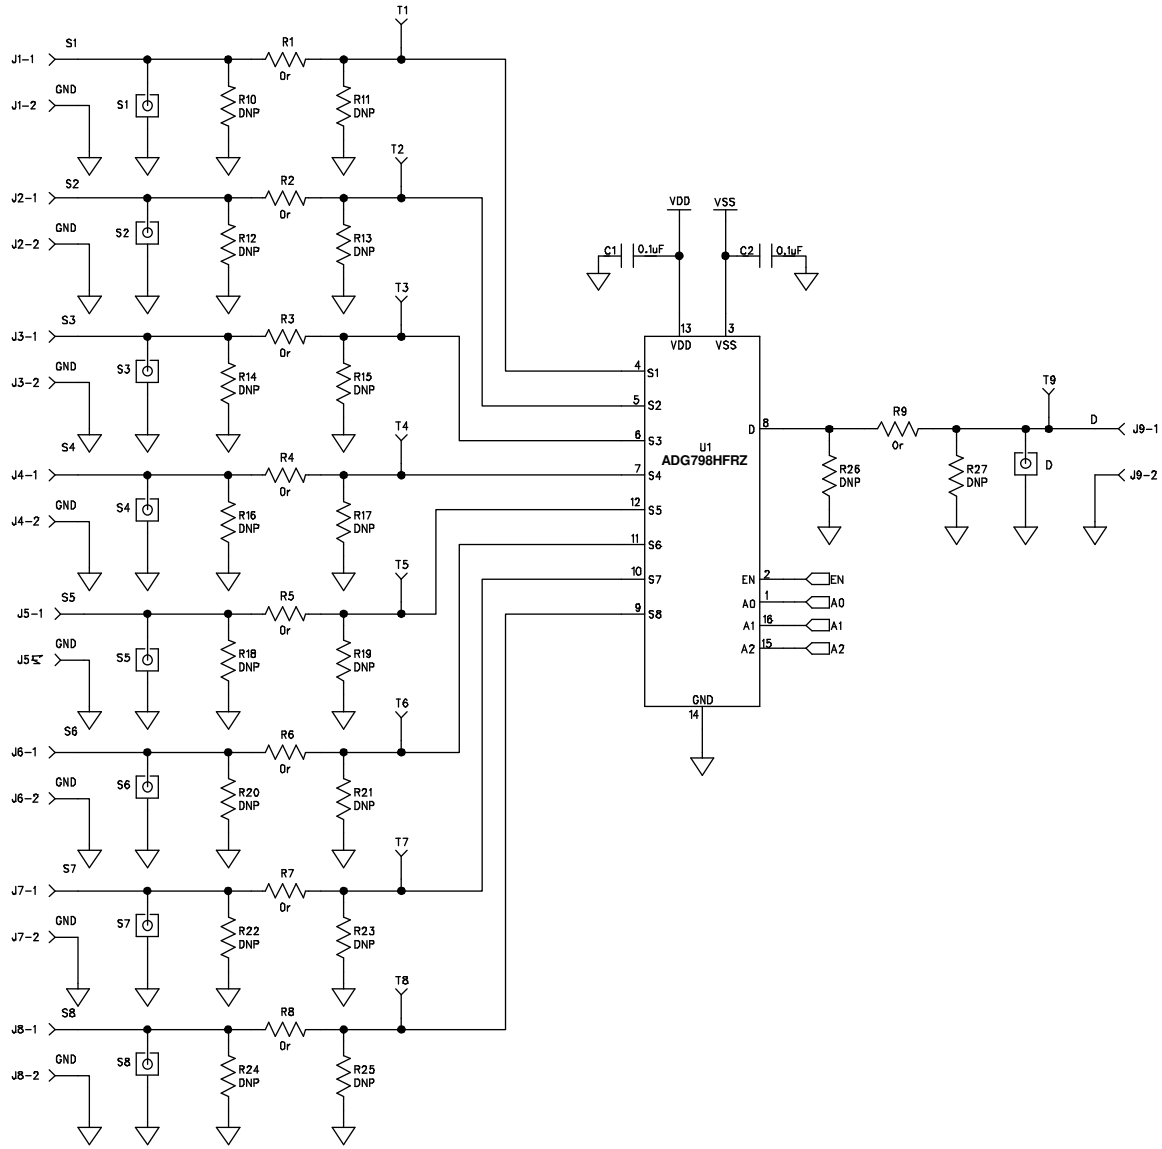 T1
S1
R1
J1-1
0r
GND
J1-2
S1
R10
DNP
R11
DNP
T2
S2
R2
J2-1
0r
GND
J2-2
S2
R12
DNP
R13
DNP
T3
S3
R3
J3-1
0r
GND
J3-2
S3
R14
DNP
R15
DNP
T4
S4
R4
J4-1
0r
GND
J4-2
S4
R16
DNP
R17
DNP
T5
S5
R5
J5-1
0r
GND
S5
R18
DNP
R19
DNP
T6
S6
R6
J6-1
0r
GND
J6-2
S6
R20
DNP
R21
DNP
T7
S7
R7
J7-1
0r
GND
J7-2
S7
R22
DNP
R23
DNP
T8
S8
R8
J8-1
0r
GND
J8-2
S8
R24
DNP
R25
DNP
VDD
VSS
C1
0.1uF
C2
0.1uF
13
3
VDD
VSS
4
S1
5
S2
6
S3
7
S4
12
S5
11
S6
10
S7
9
S8
U1
ADG798HFRZ
D
8
EN
2
EN
A0
1
A0
A1
16
A1
A2
15
A2
GND
14
R9
0r
R26
DNP
R27
DNP
T9
D
D
J9-1
J9-2